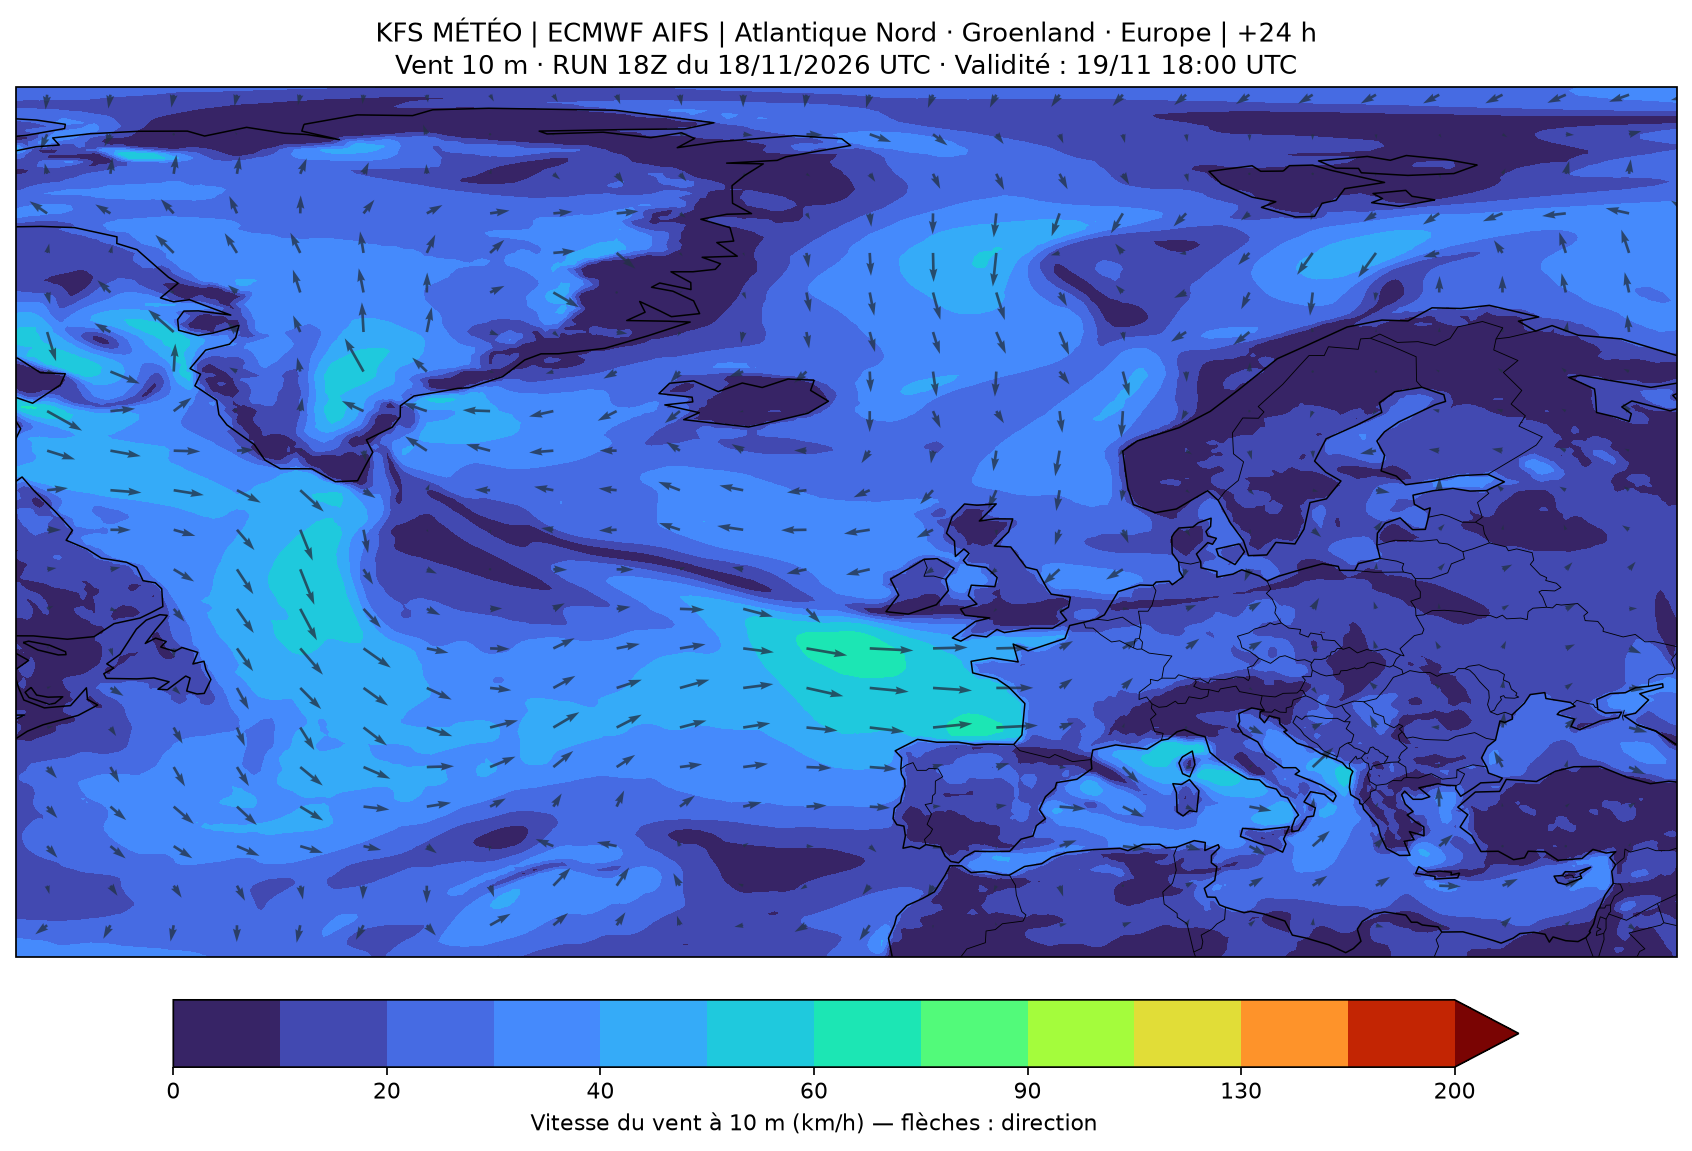 KFS MÉTÉO | ECMWF AIFS | Atlantique Nord · Groenland · Europe | +24 h
Vent 10 m · RUN 18Z du 18/11/2026 UTC · Validité : 19/11 18:00 UTC
0 20 40 60 90 130 200
Vitesse du vent à 10 m (km/h) — flèches : direction